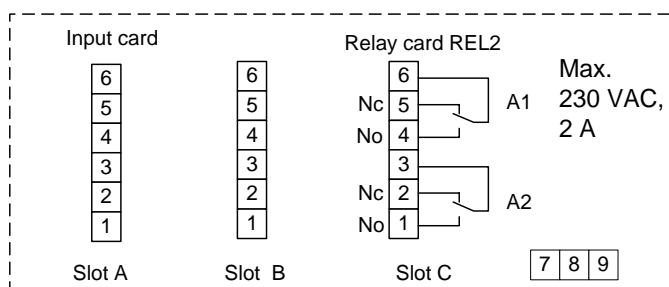 Input card
Relay card REL2
6
5
4
3
2
1
6
5
4
3
2
1
6
Nc 5
No 4
3
Nc 2
No 1
A1
A2
Max.
230 VAC,
2 A
Slot A
Slot B
Slot C
7 8 9